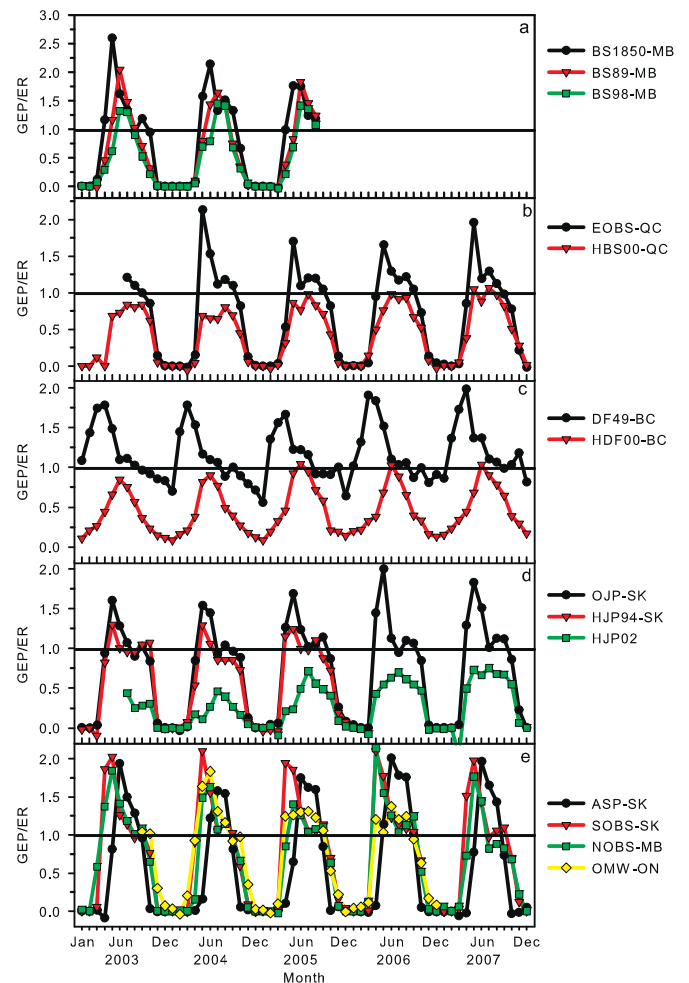 3.0
a
2.5
2.0
1.5
1.0
0.5
0.0
GEP/ER
BS1850-MB
BS89-MB
BS98-MB
b
2.0
1.5
1.0
0.5
0.0
GEP/ER
EOBS-QC
HBS00-QC
c
2.0
1.5
1.0
0.5
0.0
GEP/ER
DF49-BC
HDF00-BC
d
2.0
1.5
1.0
0.5
0.0
GEP/ER
OJP-SK
HJP94-SK
HJP02
e
2.0
1.5
1.0
0.5
0.0
GEP/ER
ASP-SK
SOBS-SK
NOBS-MB
OMW-ON
Jan Dec Dec Dec Dec Dec
Jun Jun Jun Jun Jun
2003 2004 2005 2006 2007
Month